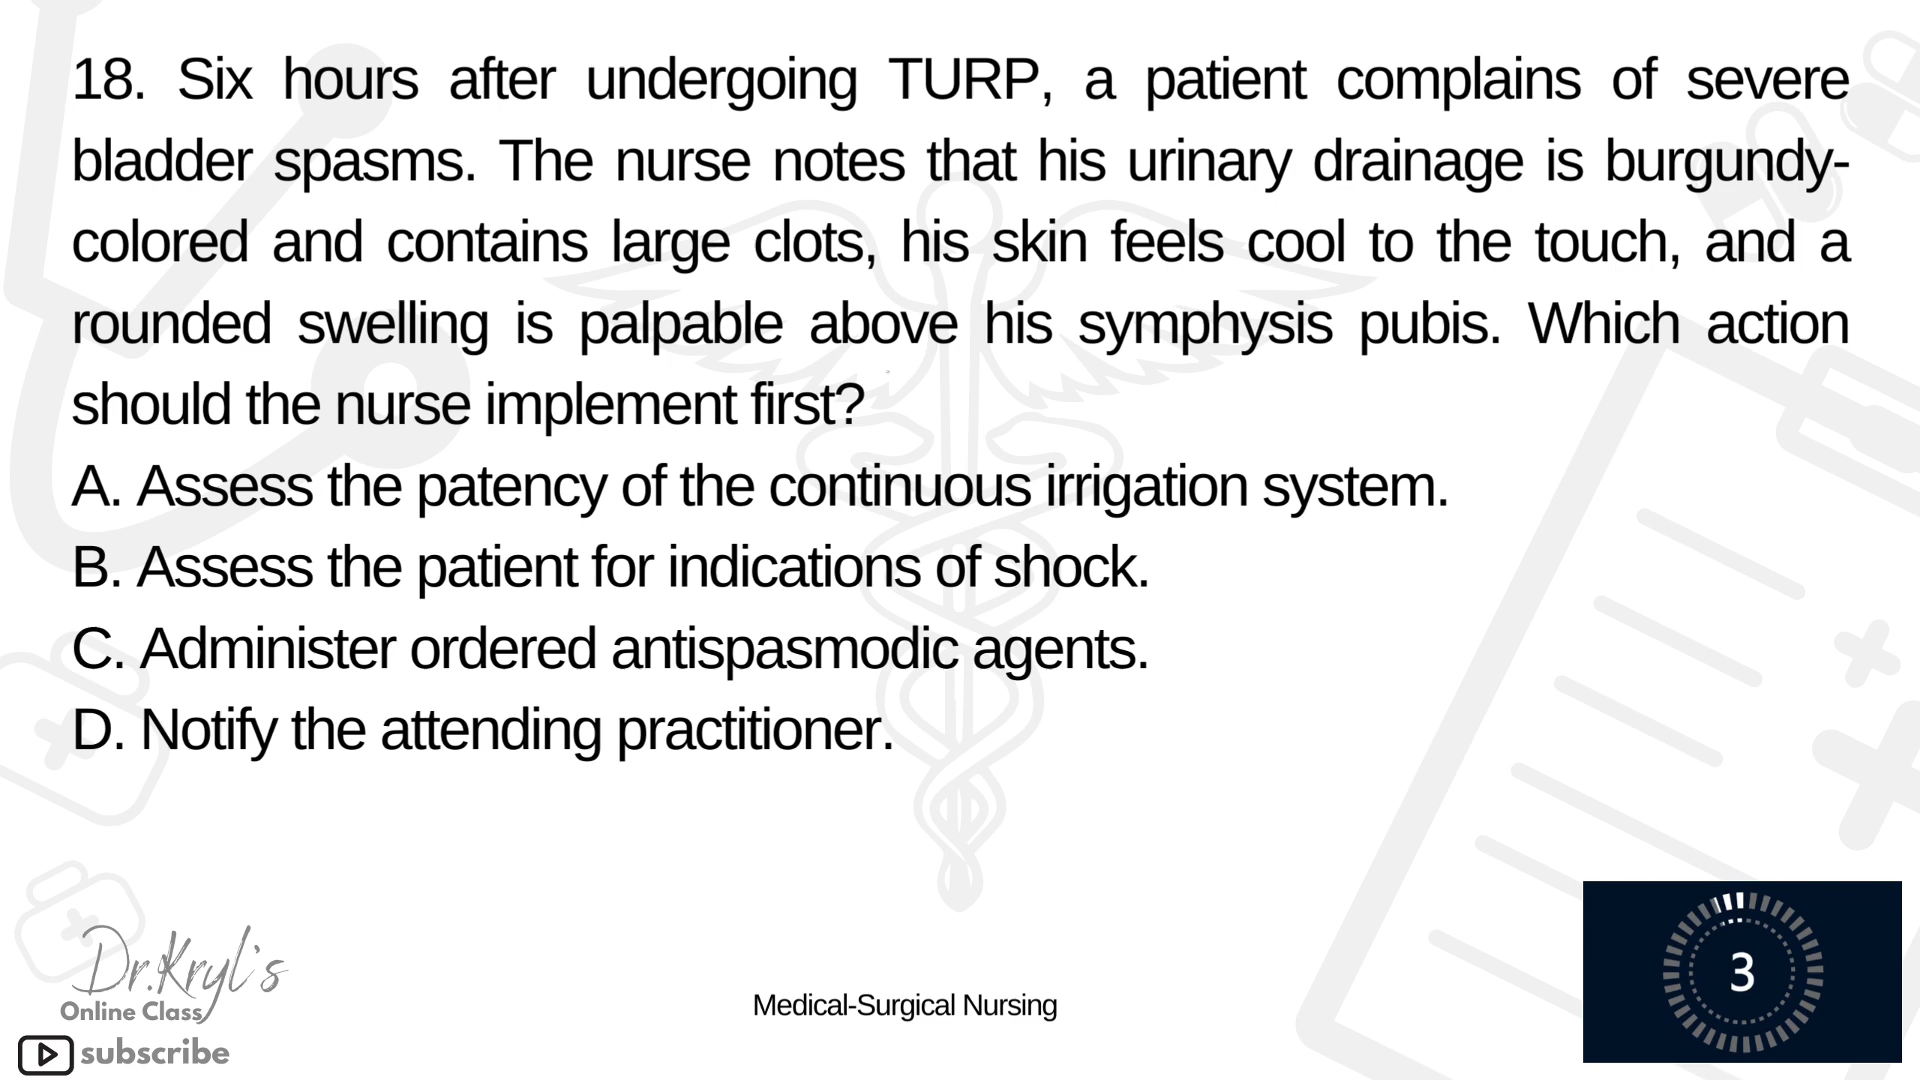 18. Six hours after undergoing TURP, a patient complains of severe
bladder spasms. The nurse notes that his urinary drainage is burgundy-
colored and contains large clots, his skin feels cool to the touch, and a
rounded swelling is palpable above his symphysis pubis. Which action
should the nurse implement first?
A. Assess the patency of the continuous irrigation system.
B. Assess the patient for indications of shock.
C. Administer ordered antispasmodic agents.
D. Notify the attending practitioner.
Dr.Kryl's
Online Class
subscribe
Medical-Surgical Nursing
3